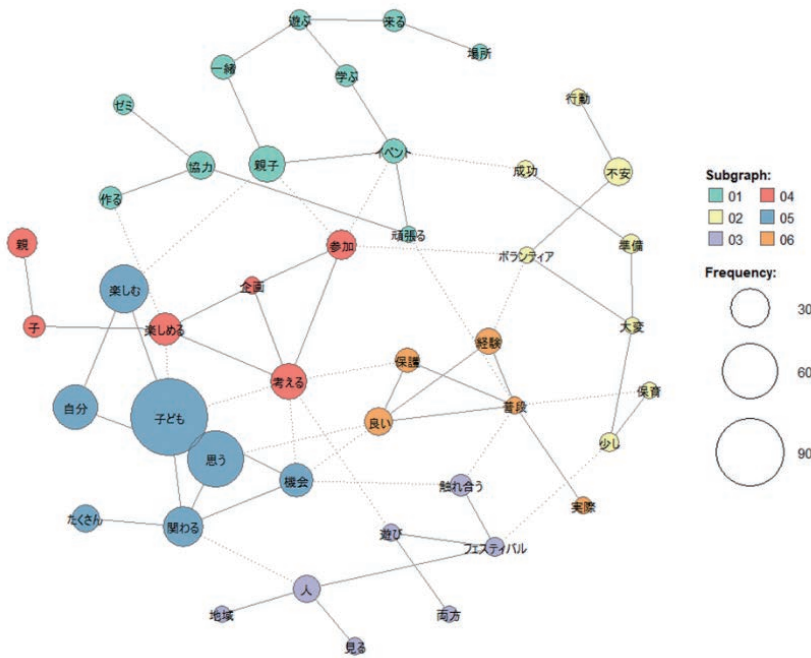 遊ぶ
来る
場所
一緒
学ぶ
行動
ゼミ
親子
イベント
協力
成功
不安
作る
頑張る
親
参加
ボランティア
準備
楽しむ
企画
子
楽しめる
大変
経験
保護
考える
保育
自分
子ども
良い
普段
少し
思う
機会
触れ合う
実際
たくさん
関わる
遊び
フェスティバル
人
地域
両方
見る
Subgraph:
01 04
02 05
03 06
Frequency:
30
60
90